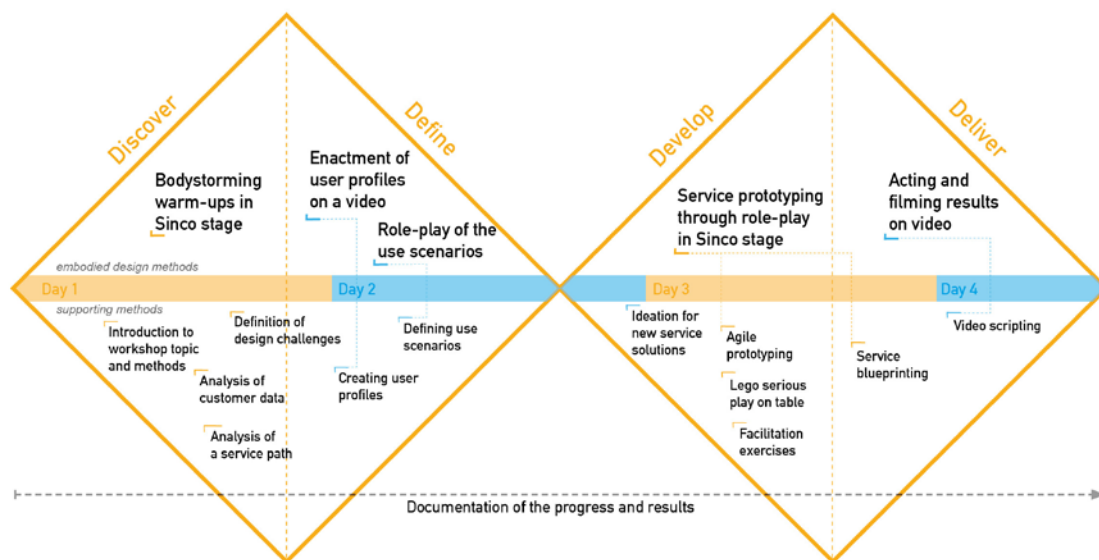 Discover
Define
Develop
Deliver
Bodystorming
warm-ups in
Sinco stage
Enactment of
user profiles
on a video
Role-play of the
use scenarios
Service prototyping
through role-play
in Sinco stage
Acting and
filming results
on video
embodied design methods
Day 1
Day 2
Day 3
Day 4
supporting methods
Introduction to
workshop topic
and methods
Definition of
design challenges
Analysis of
customer data
Analysis of
a service path
Creating user
profiles
Defining use
scenarios
Ideation for
new service
solutions
Agile
prototyping
Lego serious
play on table
Facilitation
exercises
Service
blueprinting
Video scripting
Documentation of the progress and results